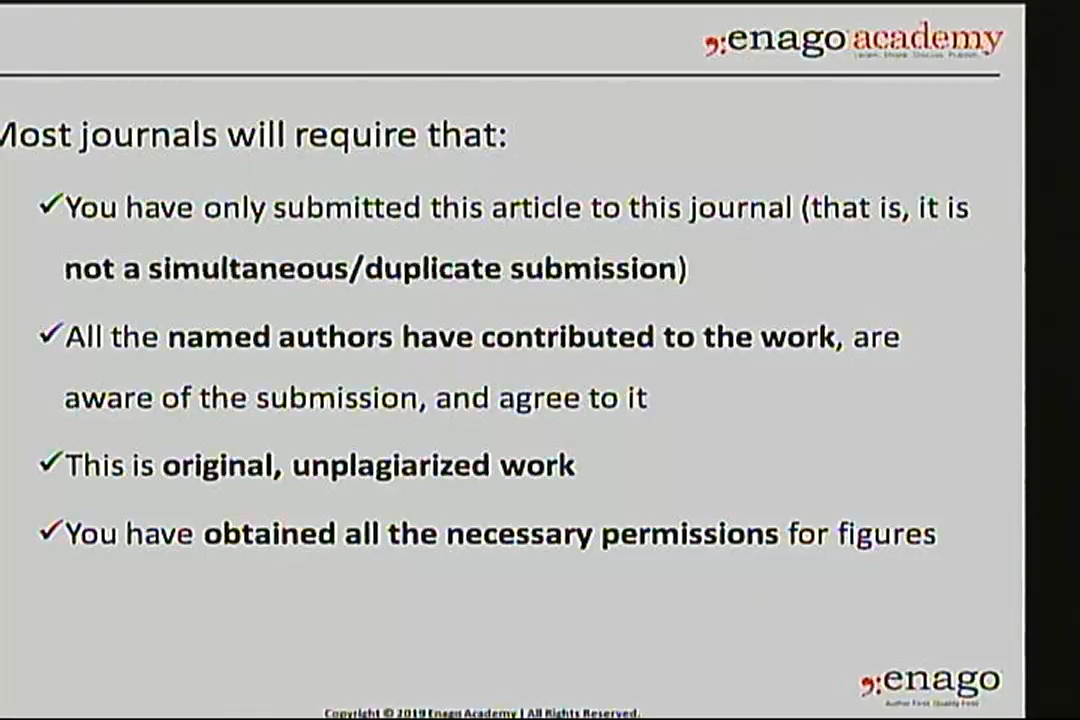 enago academy
Learn. Share. Discuss. Publish.
Most journals will require that:
✓You have only submitted this article to this journal (that is, it is
not a simultaneous/duplicate submission)
✓All the named authors have contributed to the work, are
aware of the submission, and agree to it
✓This is original, unplagiarized work
✓You have obtained all the necessary permissions for figures
enago
Author First, Quality First
Copyright © 2019 Enago Academy | All Rights Reserved.